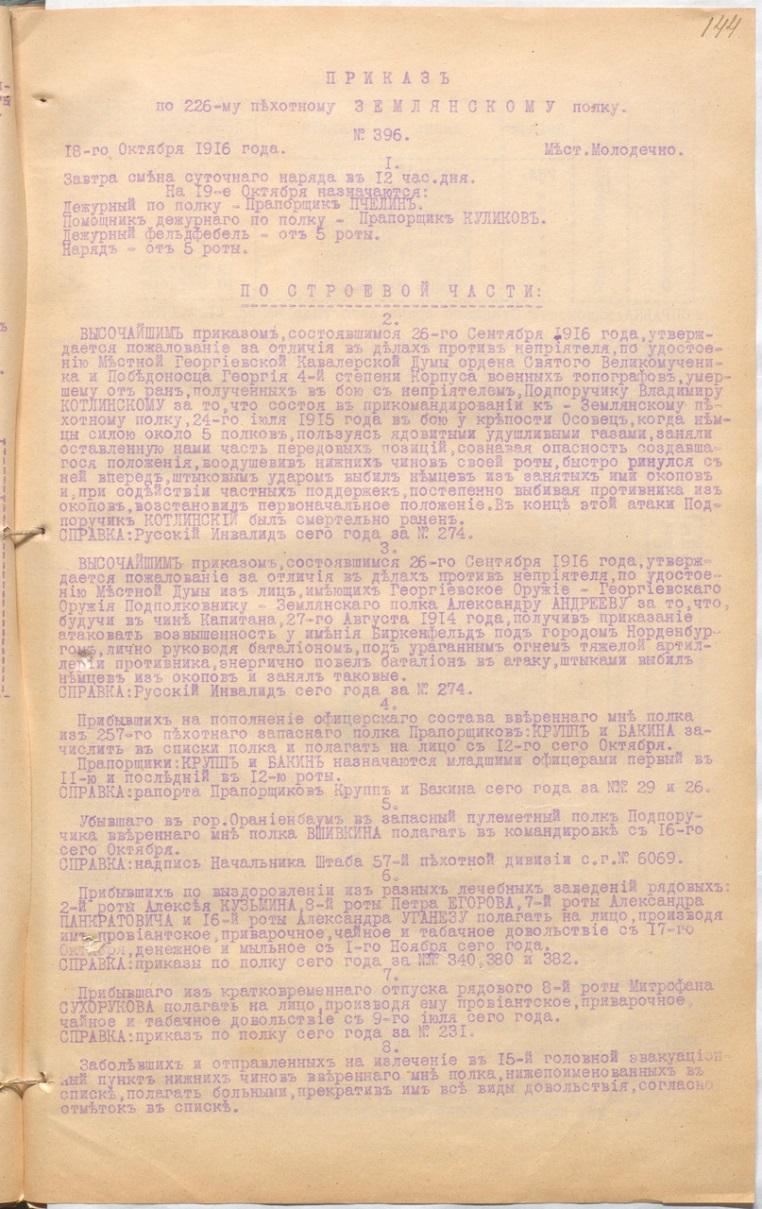 144
ПРИКАЗЪ
по 226-му пѣхотному ЗЕМЛЯНСКОМУ полку.
№ 396.
18-го Октября 1916 года. Мѣст.Молодечно.
I.
Завтра смѣна суточнаго наряда въ 12 час.дня.
На 19-е Октября назначаются:
Дежурный по полку - Прапорщикъ ПЧЕЛИНЪ.
Помощникъ дежурнаго по полку - Прапорщикъ КУЛИКОВЪ.
Дежурный фельдфебель - отъ 5 роты.
Нарядъ - отъ 5 роты.
ПО СТРОЕВОЙ ЧАСТИ:
2.
ВЫСОЧАЙШИМЪ приказомъ,состоявшимся 26-го Сентября 1916 года,утверж-
дается пожалованіе за отличія въ дѣлахъ противъ непріятеля,по удостое-
нію Мѣстной Георгіевской Кавалерской Думы ордена Святого Великомучени-
ка и Побѣдоносца Георгія 4-й степени Корпуса военныхъ топографовъ,умер-
шему отъ ранъ,полученныхъ въ бою съ непріятелемъ,Подпоручику Владимиру
КОТЛИНСКОМУ за то,что состоя въ прикомандированіи къ - Землянскому пѣ-
хотному полку,24-го іюля 1915 года въ бою у крѣпости Осовецъ,когда нѣм-
цы силою около 5 полковъ,пользуясь ядовитыми удушливыми газами,заняли
оставленную нами часть передовыхъ позицій,сознавая опасность создавша-
гося положенія,воодушевивъ нижнихъ чиновъ своей роты,быстро ринулся съ
ней впередъ,штыковымъ ударомъ выбилъ нѣмцевъ изъ занятыхъ ими окоповъ
и,при содѣйствіи частныхъ поддержекъ,постепенно выбивая противника изъ
окоповъ,возстановилъ первоначальное положеніе.Въ концѣ этой атаки Под-
поручикъ КОТЛИНСКІЙ былъ смертельно раненъ.
СПРАВКА:Русскій Инвалидъ сего года за № 274.
3.
ВЫСОЧАЙШИМЪ приказомъ,состоявшимся 26-го Сентября 1916 года,утверж-
дается пожалованіе за отличія въ дѣлахъ противъ непріятеля,по удостое-
нію Мѣстной Думы изъ лицъ,имѣющихъ Георгіевское Оружіе - Георгіевскаго
Оружія Подполковнику - Землянскаго полка Александру АНДРЕЕВУ за то,что,
будучи въ чинѣ Капитана,27-го Августа 1914 года,получивъ приказаніе
атаковать возвышенность у имѣнія Биркенфельдъ подъ городомъ Норденбур-
гомъ,лично руководя баталіономъ,подъ ураганнымъ огнемъ тяжелой артил-
леріи противника,энергично повелъ баталіонъ въ атаку,штыками выбилъ
нѣмцевъ изъ окоповъ и занялъ таковые.
СПРАВКА:Русскій Инвалидъ сего года за № 274.
4.
Прибывшихъ на пополненіе офицерскаго состава ввѣреннаго мнѣ полка
изъ 257-го пѣхотнаго запаснаго полка Прапорщиковъ:КРУППЪ и БАКИНА за-
числить въ списки полка и полагать на лицо съ 12-го сего Октября.
Прапорщики:КРУППЪ и БАКИНЪ назначаются младшими офицерами первый въ
II-ю и послѣдній въ 12-ю роты.
СПРАВКА:рапорта Прапорщиковъ Круппъ и Бакина сего года за №№ 29 и 26.
5.
Убывшаго въ гор.Ораніенбаумъ въ запасный пулеметный полкъ Подпору-
чика ввѣреннаго мнѣ полка ВШИВКИНА полагать въ командировкѣ съ 16-го
сего Октября.
СПРАВКА:надпись Начальника Штаба 57-й пѣхотной дивизіи с.г.№ 6069.
6.
Прибывшихъ по выздоровленіи изъ разныхъ лечебныхъ заведеній рядовыхъ:
2-й роты Алексѣя КУЗЬМИНА,8-й роты Петра ЕГОРОВА,7-й роты Александра
ПАНКРАТОВИЧА и 16-й роты Александра УГАНЕЗУ полагать на лицо,производя
имъ провіантское,приварочное,чайное и табачное довольствіе съ 17-го
Октября,денежное и мыльное съ I-го Ноября сего года.
СПРАВКА:приказы по полку сего года за №№ 340,380 и 382.
7.
Прибывшаго изъ кратковременнаго отпуска рядового 8-й роты Митрофана
СУХОРУКОВА полагать на лицо,производя ему провіантское,приварочное,
чайное и табачное довольствіе съ 9-го іюля сего года.
СПРАВКА:приказъ по полку сего года за № 231.
8.
Заболѣвшихъ и отправленныхъ на излеченіе въ 15-й головной эвакуаціон-
ный пунктъ нижнихъ чиновъ ввѣреннаго мнѣ полка,нижепоименованныхъ въ
спискѣ,полагать больными,прекративъ имъ всѣ виды довольствія,согласно
отмѣтокъ въ спискѣ.